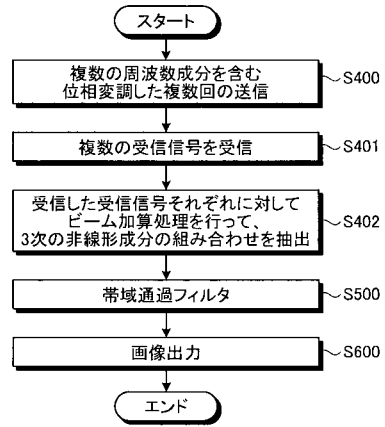 スタート
複数の周波数成分を含む
位相変調した複数回の送信
S400
複数の受信信号を受信
S401
受信した受信信号それぞれに対して
ビーム加算処理を行って、
3次の非線形成分の組み合わせを抽出
S402
帯域通過フィルタ
S500
画像出力
S600
エンド